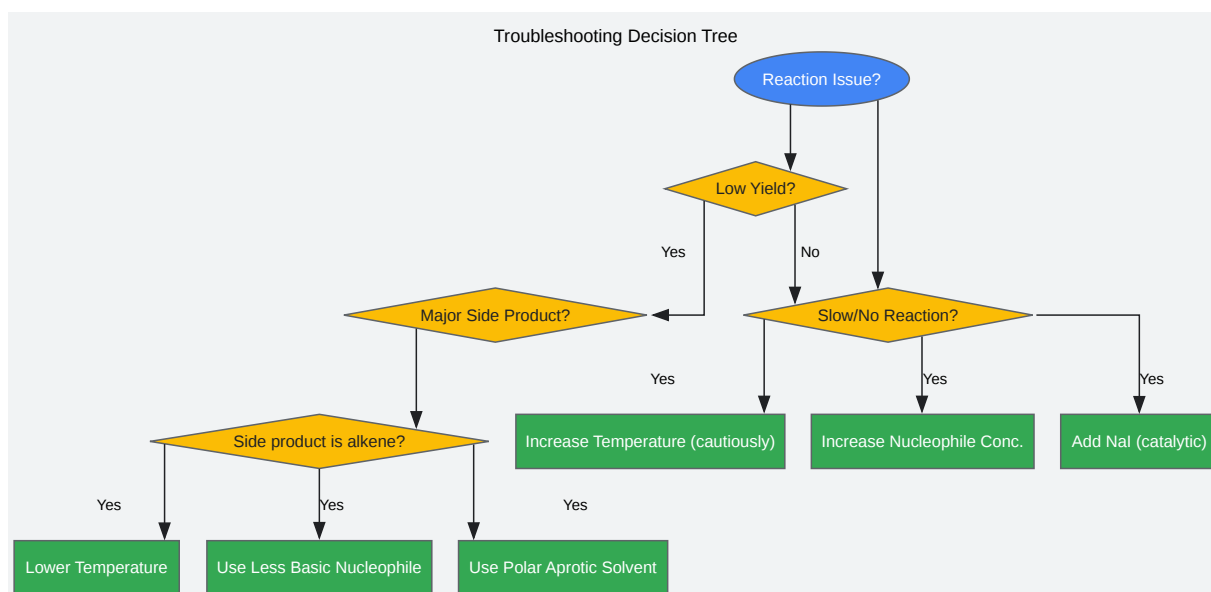 Troubleshooting Decision Tree
Reaction Issue?
Low Yield?
Yes
No
Major Side Product?
Slow/No Reaction?
Yes
Yes
Yes
Side product is alkene?
Increase Temperature (cautiously)
Increase Nucleophile Conc.
Add NaI (catalytic)
Yes
Yes
Yes
Lower Temperature
Use Less Basic Nucleophile
Use Polar Aprotic Solvent